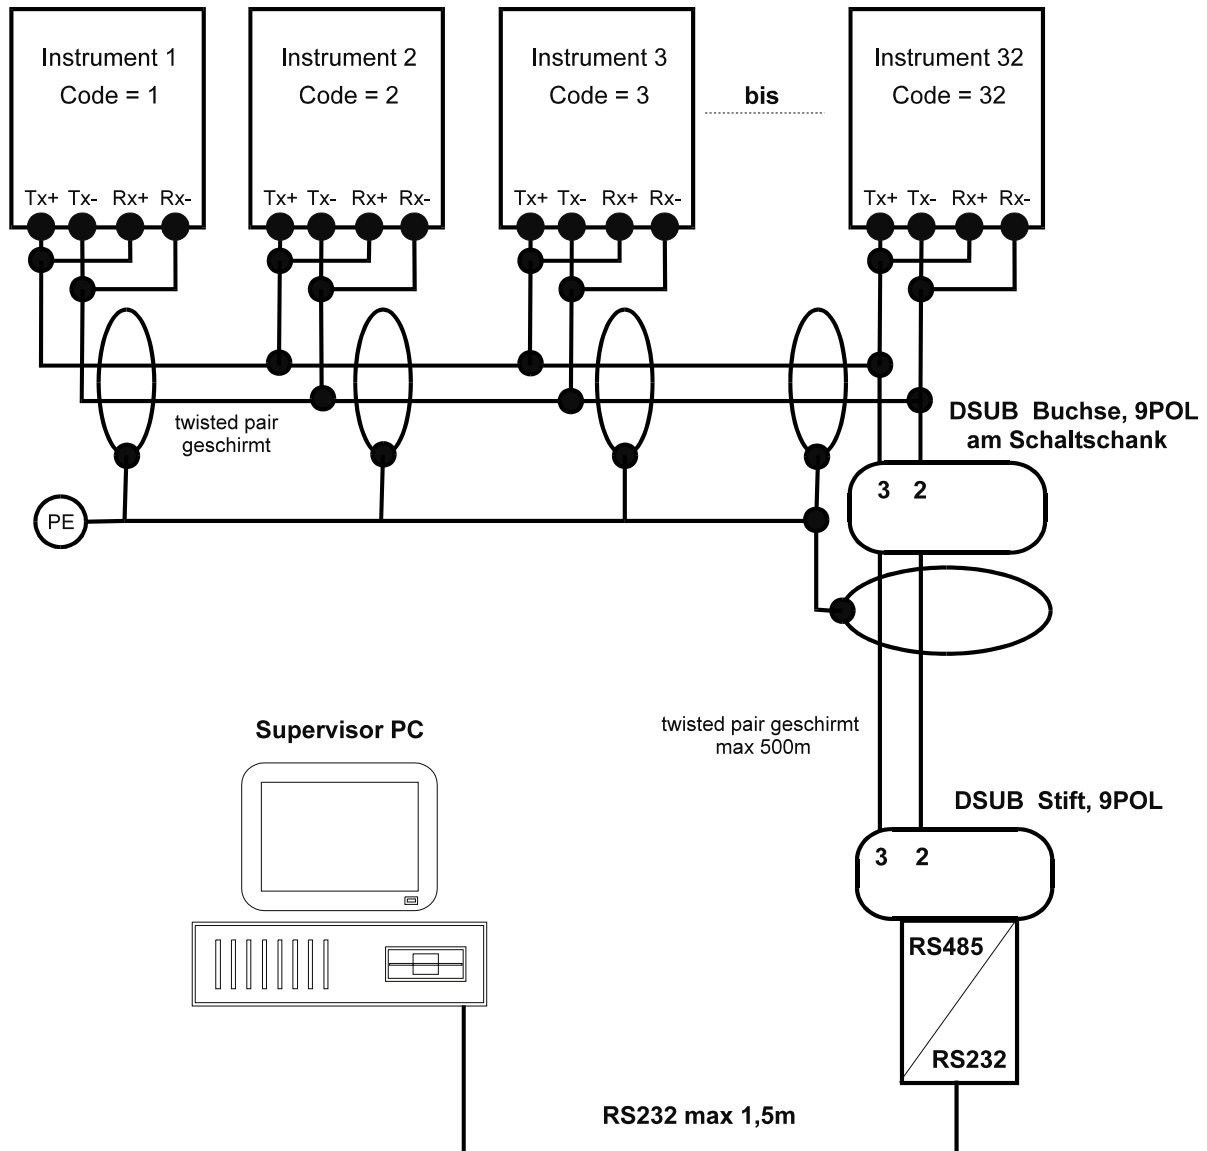 Instrument 1
Code = 1
Tx+ Tx- Rx+ Rx-
Instrument 2
Code = 2
Tx+ Tx- Rx+ Rx-
Instrument 3
Code = 3
Tx+ Tx- Rx+ Rx-
bis
Instrument 32
Code = 32
Tx+ Tx- Rx+ Rx-
twisted pair
geschirmt
PE
DSUB Buchse, 9POL
am Schaltschank
3 2
twisted pair geschirmt
max 500m
Supervisor PC
DSUB Stift, 9POL
3 2
RS485
RS232
RS232 max 1,5m